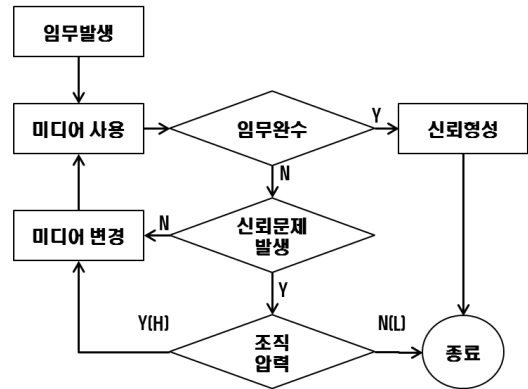 임무발생
미디어 사용
임무완수
Y
신뢰형성
N
미디어 변경
N
신뢰문제
발생
Y
Y(H)
조직
압력
N(L)
종료